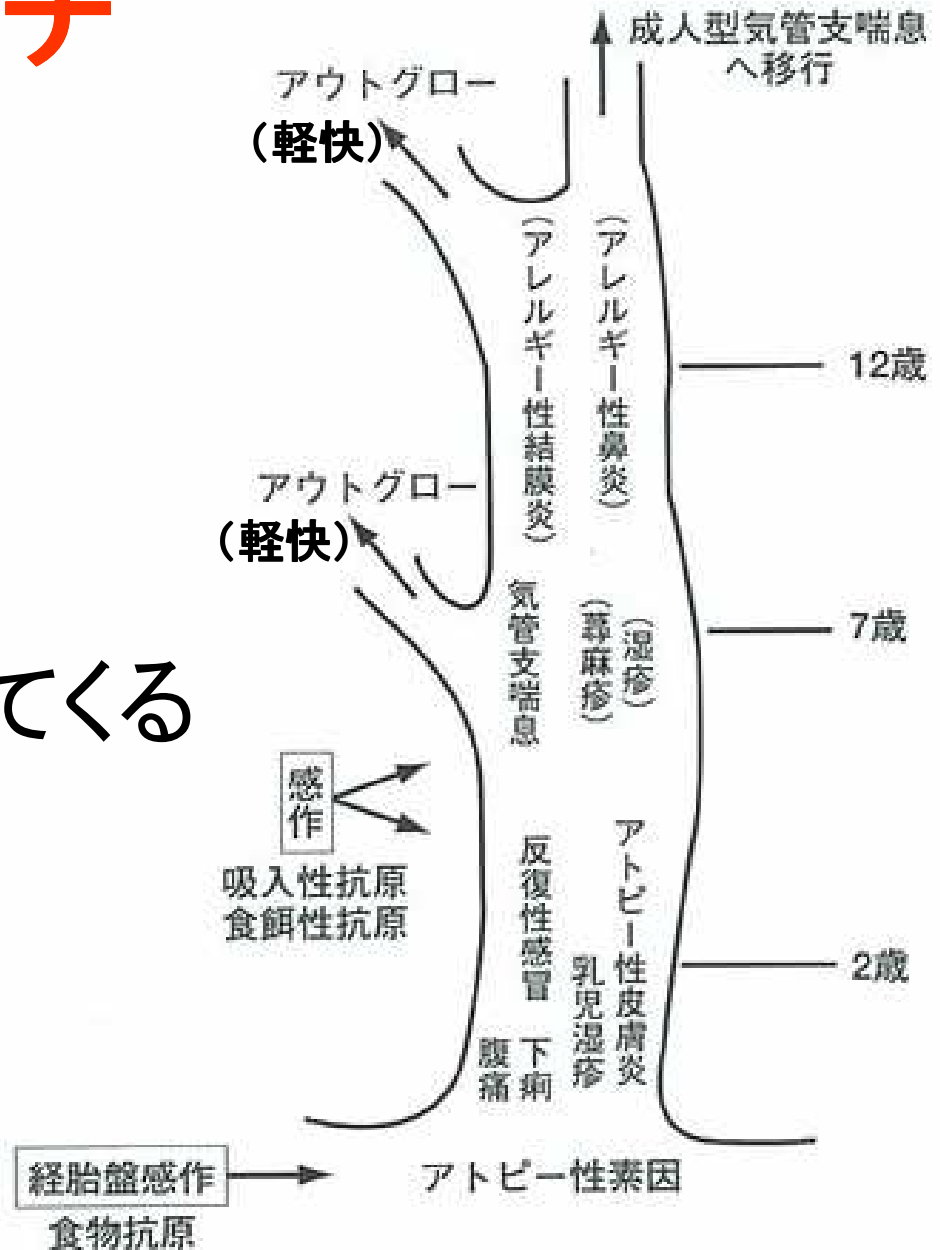 チ
成人型気管支喘息
へ移行
アウトグロー
（軽快）
（アレルギー性鼻炎）
（アレルギー性結膜炎）
12歳
アウトグロー
（軽快）
7歳
（湿疹）
（蕁麻疹）
気管支喘息
てくる
感作
吸入性抗原
食餌性抗原
アトピー性皮膚炎
乳児湿疹
反復性感冒
下痢
腹痛
2歳
経胎盤感作
食物抗原
アトピー性素因